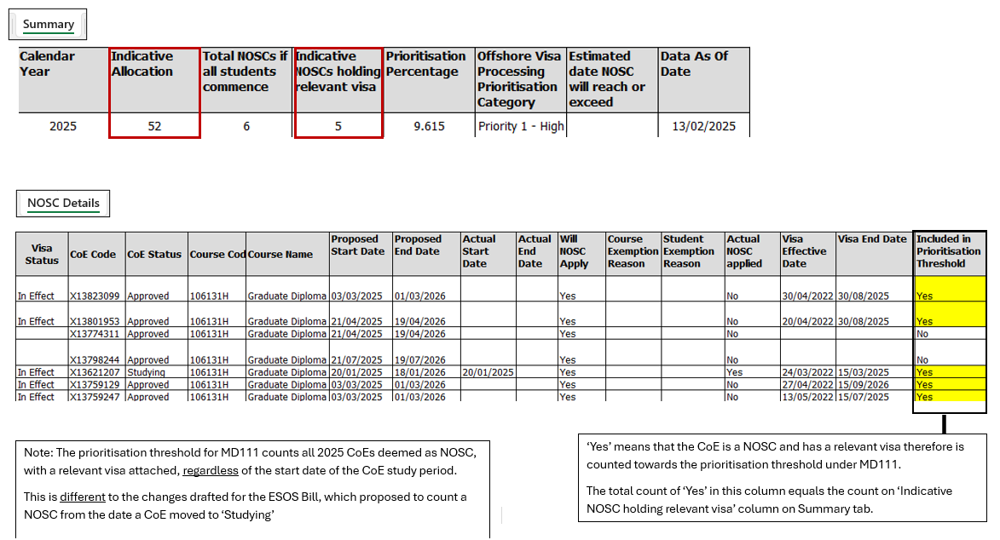 Summary
Calendar Year | Indicative Allocation | Total NOSCs if all students commence | Indicative NOSCs holding relevant visa | Prioritisation Percentage | Offshore Visa Processing Prioritisation Category | Estimated date NOSC will reach or exceed | Data As Of Date
2025 | 52 | 6 | 5 | 9.615 | Priority 1 - High | | 13/02/2025
NOSC Details
Visa Status | CoE Code | CoE Status | Course Cod | Course Name | Proposed Start Date | Proposed End Date | Actual Start Date | Actual End Date | Will NOSC Apply | Course Exemption Reason | Student Exemption Reason | Actual NOSC applied | Visa Effective Date | Visa End Date | Included in Prioritisation Threshold
In Effect | X13823099 | Approved | 106131H | Graduate Diploma | 03/03/2025 | 01/03/2026 | | | Yes | | | No | 30/04/2022 | 30/08/2025 | Yes
In Effect | X13801953 | Approved | 106131H | Graduate Diploma | 21/04/2025 | 19/04/2026 | | | Yes | | | No | 20/04/2022 | 30/08/2025 | Yes
| X13774311 | Approved | 106131H | Graduate Diploma | 21/04/2025 | 19/04/2026 | | | Yes | | | No | | | No
| X13798244 | Approved | 106131H | Graduate Diploma | 21/07/2025 | 19/07/2026 | | | Yes | | | No | | | No
In Effect | X13621207 | Studying | 106131H | Graduate Diploma | 20/01/2025 | 18/01/2026 | 20/01/2025 | | Yes | | | Yes | 24/03/2022 | 15/03/2025 | Yes
In Effect | X13759129 | Approved | 106131H | Graduate Diploma | 03/03/2025 | 01/03/2026 | | | Yes | | | No | 27/04/2022 | 15/09/2026 | Yes
In Effect | X13759247 | Approved | 106131H | Graduate Diploma | 03/03/2025 | 01/03/2026 | | | Yes | | | No | 13/05/2022 | 15/07/2025 | Yes
Note: The prioritisation threshold for MD111 counts all 2025 CoEs deemed as NOSC,
with a relevant visa attached, regardless of the start date of the CoE study period.
This is different to the changes drafted for the ESOS Bill, which proposed to count a
NOSC from the date a CoE moved to ‘Studying’
‘Yes’ means that the CoE is a NOSC and has a relevant visa therefore is
counted towards the prioritisation threshold under MD111.
The total count of ‘Yes’ in this column equals the count on ‘Indicative
NOSC holding relevant visa’ column on Summary tab.